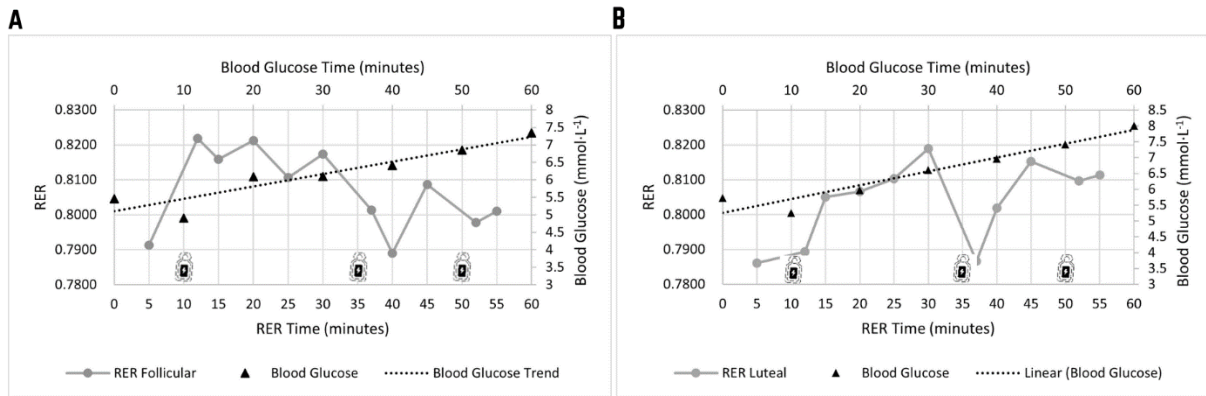 A
Blood Glucose Time (minutes)
0 10 20 30 40 50 60
0.8300
0.8200
0.8100
0.8000
0.7900
0.7800
RER
8
7.5
7
6.5
6
5.5
5
4.5
4
3.5
3
Blood Glucose (mmol·L-1)
0 5 10 15 20 25 30 35 40 45 50 55 60
RER Time (minutes)
RER Follicular Blood Glucose Blood Glucose Trend
B
Blood Glucose Time (minutes)
0 10 20 30 40 50 60
0.8300
0.8200
0.8100
0.8000
0.7900
0.7800
RER
8.5
8
7.5
7
6.5
6
5.5
5
4.5
4
3.5
3
Blood Glucose (mmol·L-1)
0 5 10 15 20 25 30 35 40 45 50 55 60
RER Time (minutes)
RER Luteal Blood Glucose Linear (Blood Glucose)